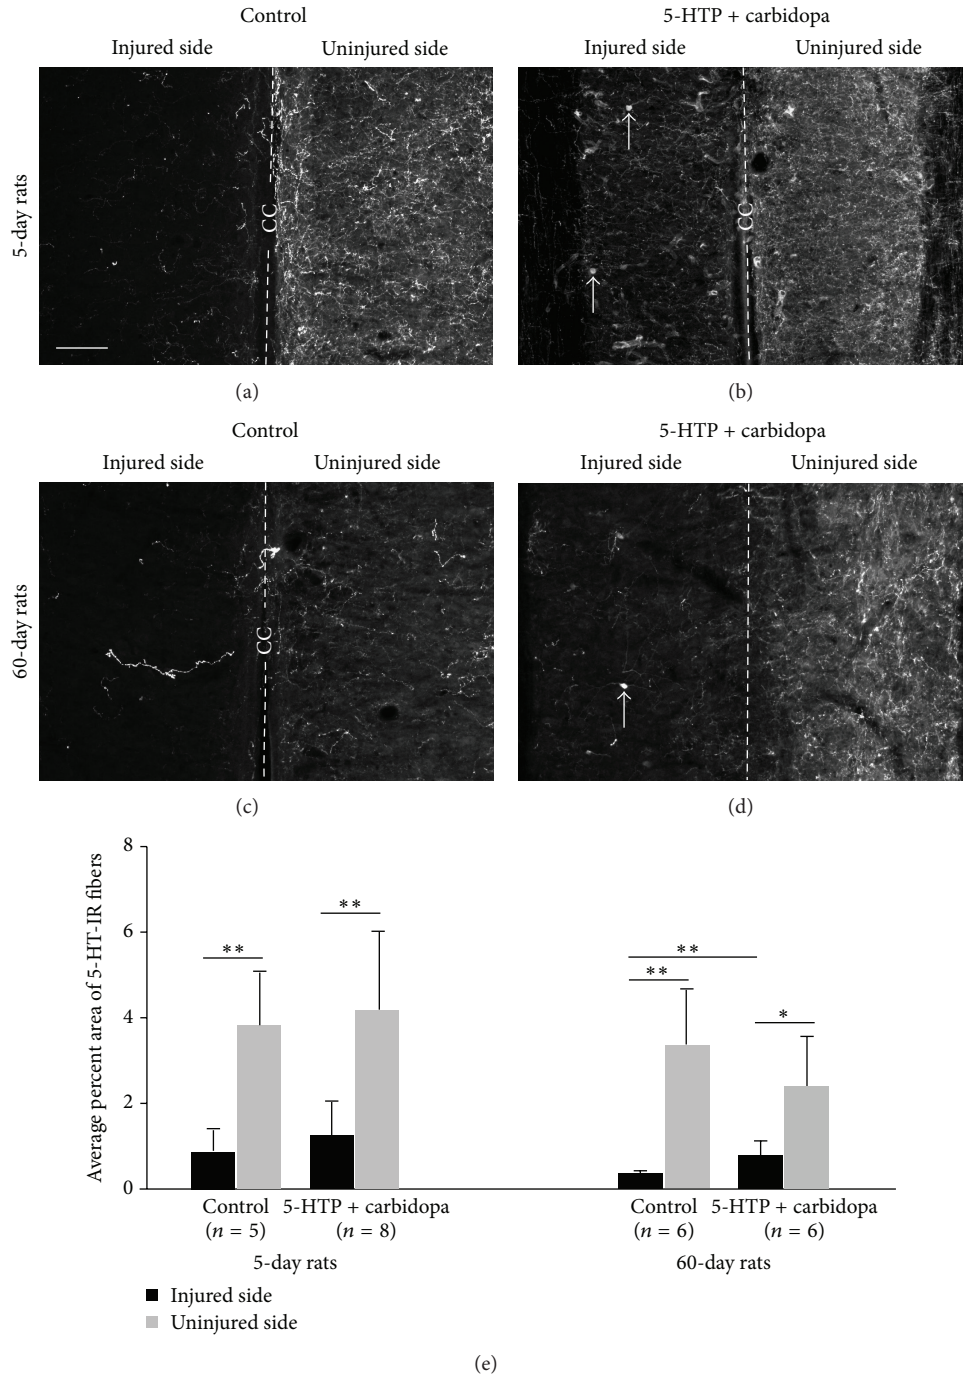 Control
5-HTP + carbidopa
Injured side
Uninjured side
Injured side
Uninjured side
5-day rats
CC
CC
(a)
(b)
Control
5-HTP + carbidopa
Injured side
Uninjured side
Injured side
Uninjured side
60-day rats
CC
(c)
(d)
Average percent area of 5-HT-IR fibers
8
6
4
2
0
**
**
**
**
*
Control
(n = 5)
5-HTP + carbidopa
(n = 8)
Control
(n = 6)
5-HTP + carbidopa
(n = 6)
5-day rats
60-day rats
Injured side
Uninjured side
(e)